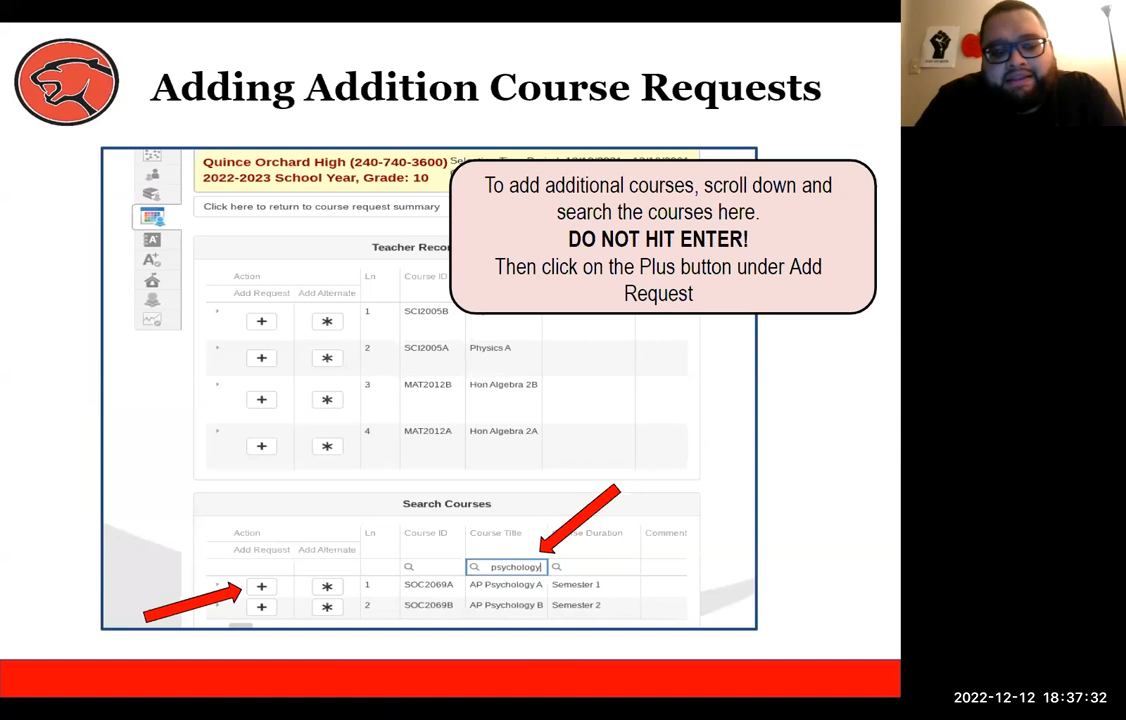 Adding Addition Course Requests
Quince Orchard High (240-740-3600)
2022-2023 School Year, Grade: 10
Click here to return to course request summary
To add additional courses, scroll down and
search the courses here.
DO NOT HIT ENTER!
Then click on the Plus button under Add
Request
Teacher
Action Ln Course ID
Add Request Add Alternate
+ * 1 SCI2005B
+ * 2 SCI2005A Physics A
+ * 3 MAT2012B Hon Algebra 2B
+ * 4 MAT2012A Hon Algebra 2A
Search Courses
Action Ln Course ID Course Title Duration Comment
Add Request Add Alternate
psychology
+ * 1 SOC2069A AP Psychology A Semester 1
+ * 2 SOC2069B AP Psychology B Semester 2
2022-12-12 18:37:32